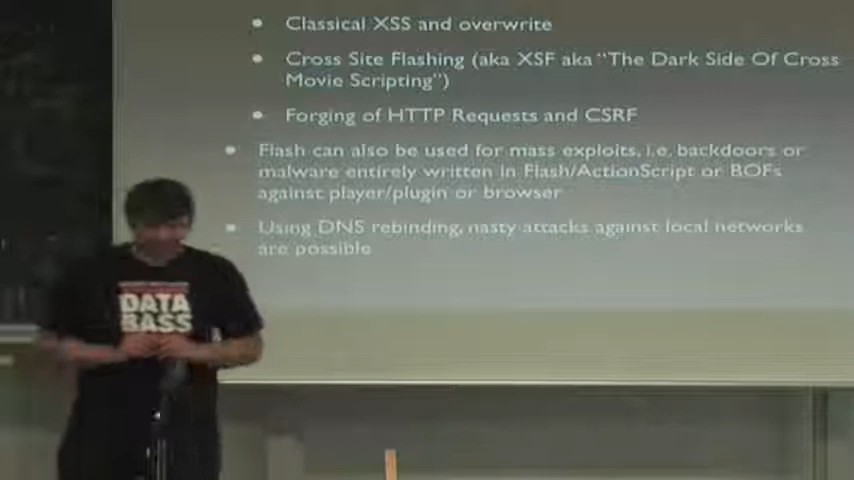 Classical XSS and overwrite
Cross Site Flashing (aka XSF aka "The Dark Side Of Cross
Movie Scripting")
Forging of HTTP Requests and CSRF
Flash can also be used for mass exploits, i.e. backdoors or
malware entirely written in Flash/ActionScript or BOFs
against player/plugin or browser
Using DNS rebinding, nasty attacks against local networks
are possible
DATA
BASS